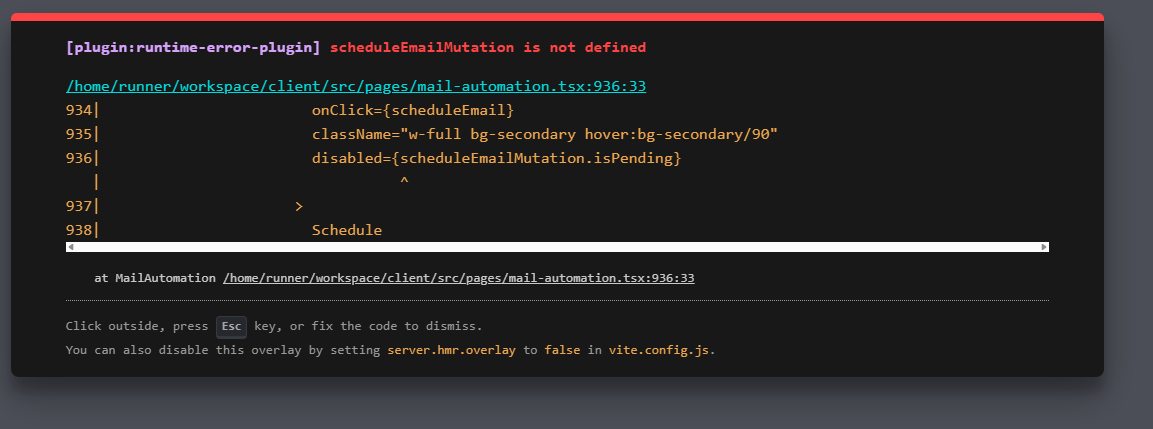 [plugin:runtime-error-plugin] scheduleEmailMutation is not defined
/home/runner/workspace/client/src/pages/mail-automation.tsx:936:33
934|                        onClick={scheduleEmail}
935|                        className="w-full bg-secondary hover:bg-secondary/90"
936|                        disabled={scheduleEmailMutation.isPending}
   |                                  ^
937|                      >
938|                        Schedule
at MailAutomation /home/runner/workspace/client/src/pages/mail-automation.tsx:936:33
Click outside, press Esc key, or fix the code to dismiss.
You can also disable this overlay by setting server.hmr.overlay to false in vite.config.js.